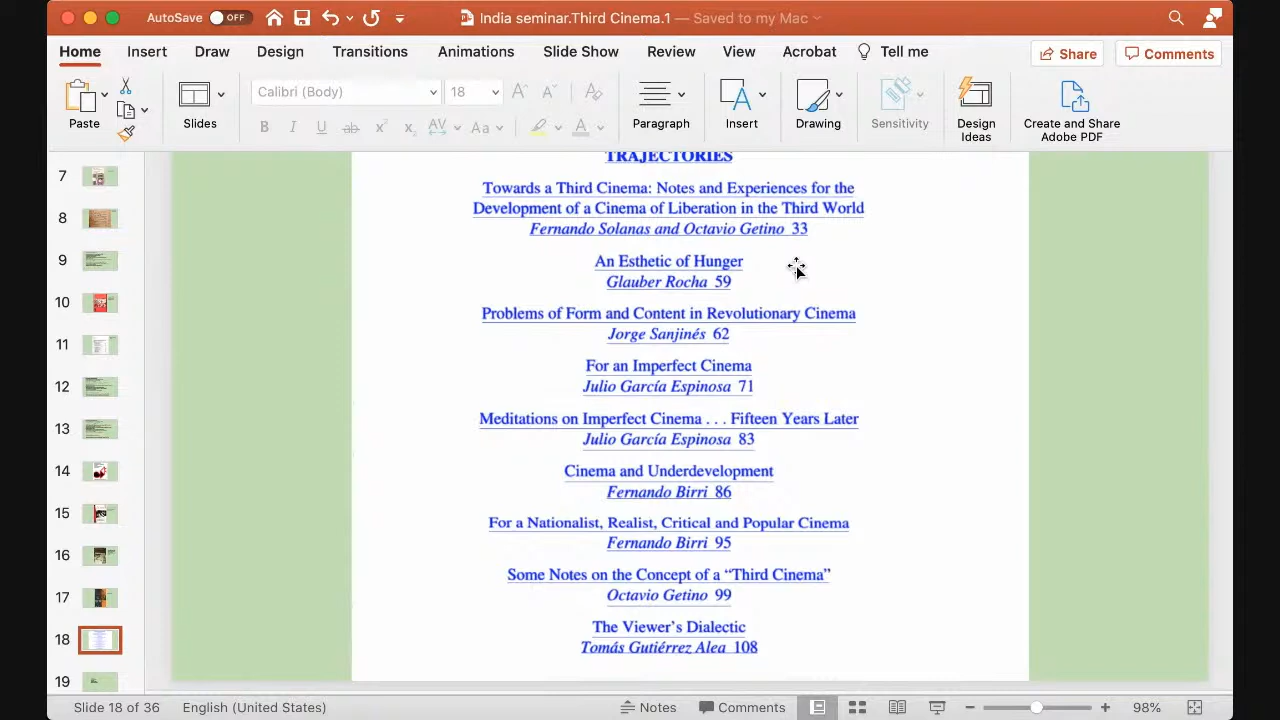 AutoSave OFF India seminar.Third Cinema.1 — Saved to my Mac
Home Insert Draw Design Transitions Animations Slide Show Review View Acrobat Tell me Share Comments
Calibri (Body) 18
Paste Slides Paragraph Insert Drawing Sensitivity Design Ideas Create and Share Adobe PDF
7
8
9
10
11
12
13
14
15
16
17
18
19
TRAJECTORIES
Towards a Third Cinema: Notes and Experiences for the
Development of a Cinema of Liberation in the Third World
Fernando Solanas and Octavio Getino 33
An Esthetic of Hunger
Glauber Rocha 59
Problems of Form and Content in Revolutionary Cinema
Jorge Sanjinés 62
For an Imperfect Cinema
Julio García Espinosa 71
Meditations on Imperfect Cinema . . . Fifteen Years Later
Julio García Espinosa 83
Cinema and Underdevelopment
Fernando Birri 86
For a Nationalist, Realist, Critical and Popular Cinema
Fernando Birri 95
Some Notes on the Concept of a “Third Cinema”
Octavio Getino 99
The Viewer’s Dialectic
Tomás Gutiérrez Alea 108
Slide 18 of 36 English (United States) Notes Comments 98%